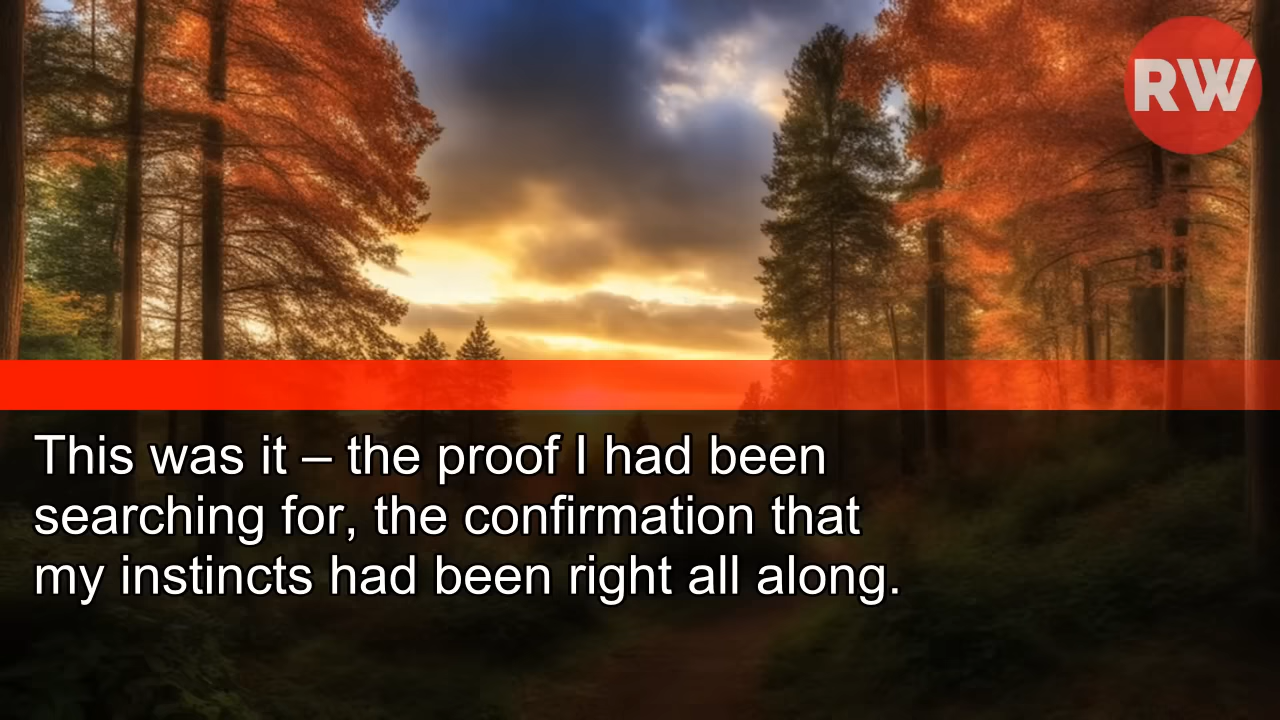 RW
This was it – the proof I had been
searching for, the confirmation that
my instincts had been right all along.